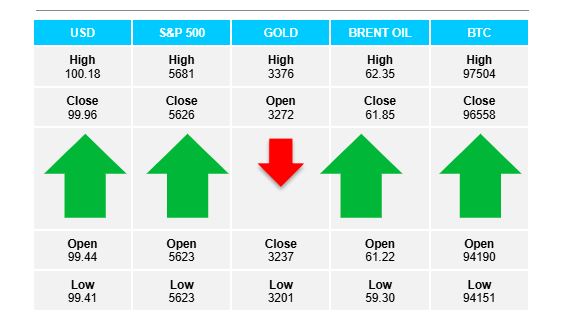 USD S&P 500 GOLD BRENT OIL BTC
High High High High High
100.18 5681 3376 62.35 97504
Close Close Open Close Close
99.96 5626 3272 61.85 96558
Open Open Close Open Open
99.44 5623 3237 61.22 94190
Low Low Low Low Low
99.41 5623 3201 59.30 94151